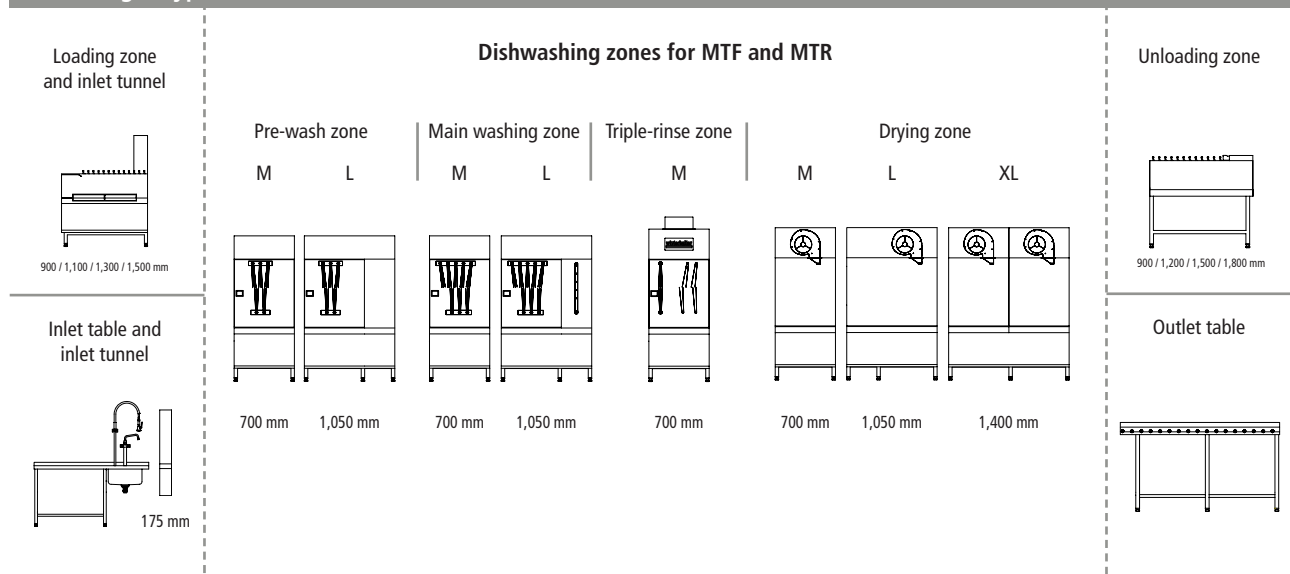 Loading zone
and inlet tunnel
900 / 1,100 / 1,300 / 1,500 mm
Inlet table and
inlet tunnel
175 mm
Dishwashing zones for MTF and MTR
Pre-wash zone
Main washing zone
Triple-rinse zone
Drying zone
M L M L M M L XL
700 mm 1,050 mm 700 mm 1,050 mm 700 mm 700 mm 1,050 mm 1,400 mm
Unloading zone
900 / 1,200 / 1,500 / 1,800 mm
Outlet table